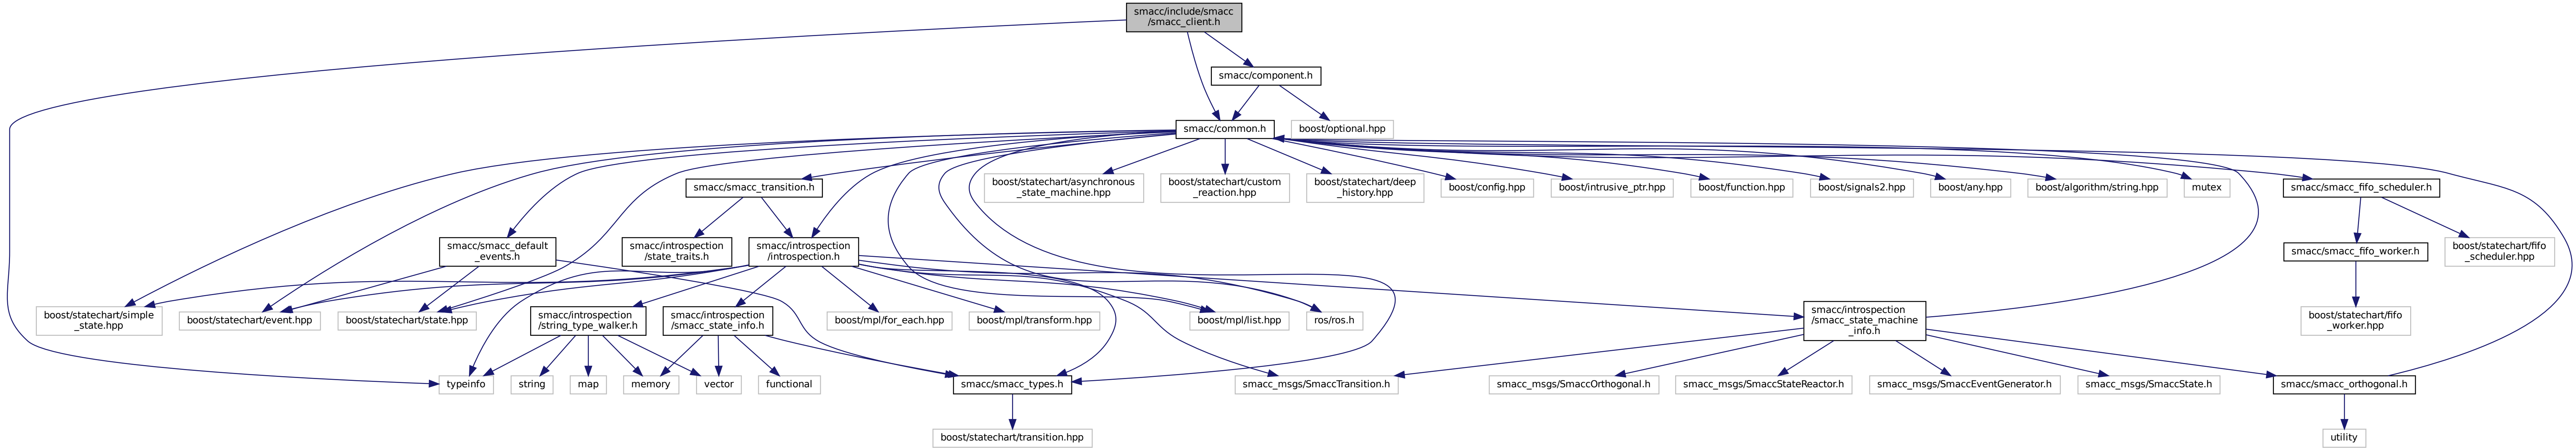 smacc/include/smacc
/smacc_client.h
smacc/component.h
smacc/common.h
boost/optional.hpp
smacc/smacc_transition.h
boost/statechart/asynchronous
_state_machine.hpp
boost/statechart/custom
_reaction.hpp
boost/statechart/deep
_history.hpp
boost/config.hpp
boost/intrusive_ptr.hpp
boost/function.hpp
boost/signals2.hpp
boost/any.hpp
boost/algorithm/string.hpp
mutex
smacc/smacc_fifo_scheduler.h
smacc/smacc_default
_events.h
smacc/introspection
/state_traits.h
smacc/introspection
/introspection.h
smacc/smacc_fifo_worker.h
boost/statechart/fifo
_scheduler.hpp
boost/statechart/simple
_state.hpp
boost/statechart/event.hpp
boost/statechart/state.hpp
smacc/introspection
/string_type_walker.h
smacc/introspection
/smacc_state_info.h
boost/mpl/for_each.hpp
boost/mpl/transform.hpp
boost/mpl/list.hpp
ros/ros.h
smacc/introspection
/smacc_state_machine
_info.h
boost/statechart/fifo
_worker.hpp
typeinfo
string
map
memory
vector
functional
smacc/smacc_types.h
smacc_msgs/SmaccTransition.h
smacc_msgs/SmaccOrthogonal.h
smacc_msgs/SmaccStateReactor.h
smacc_msgs/SmaccEventGenerator.h
smacc_msgs/SmaccState.h
smacc/smacc_orthogonal.h
boost/statechart/transition.hpp
utility